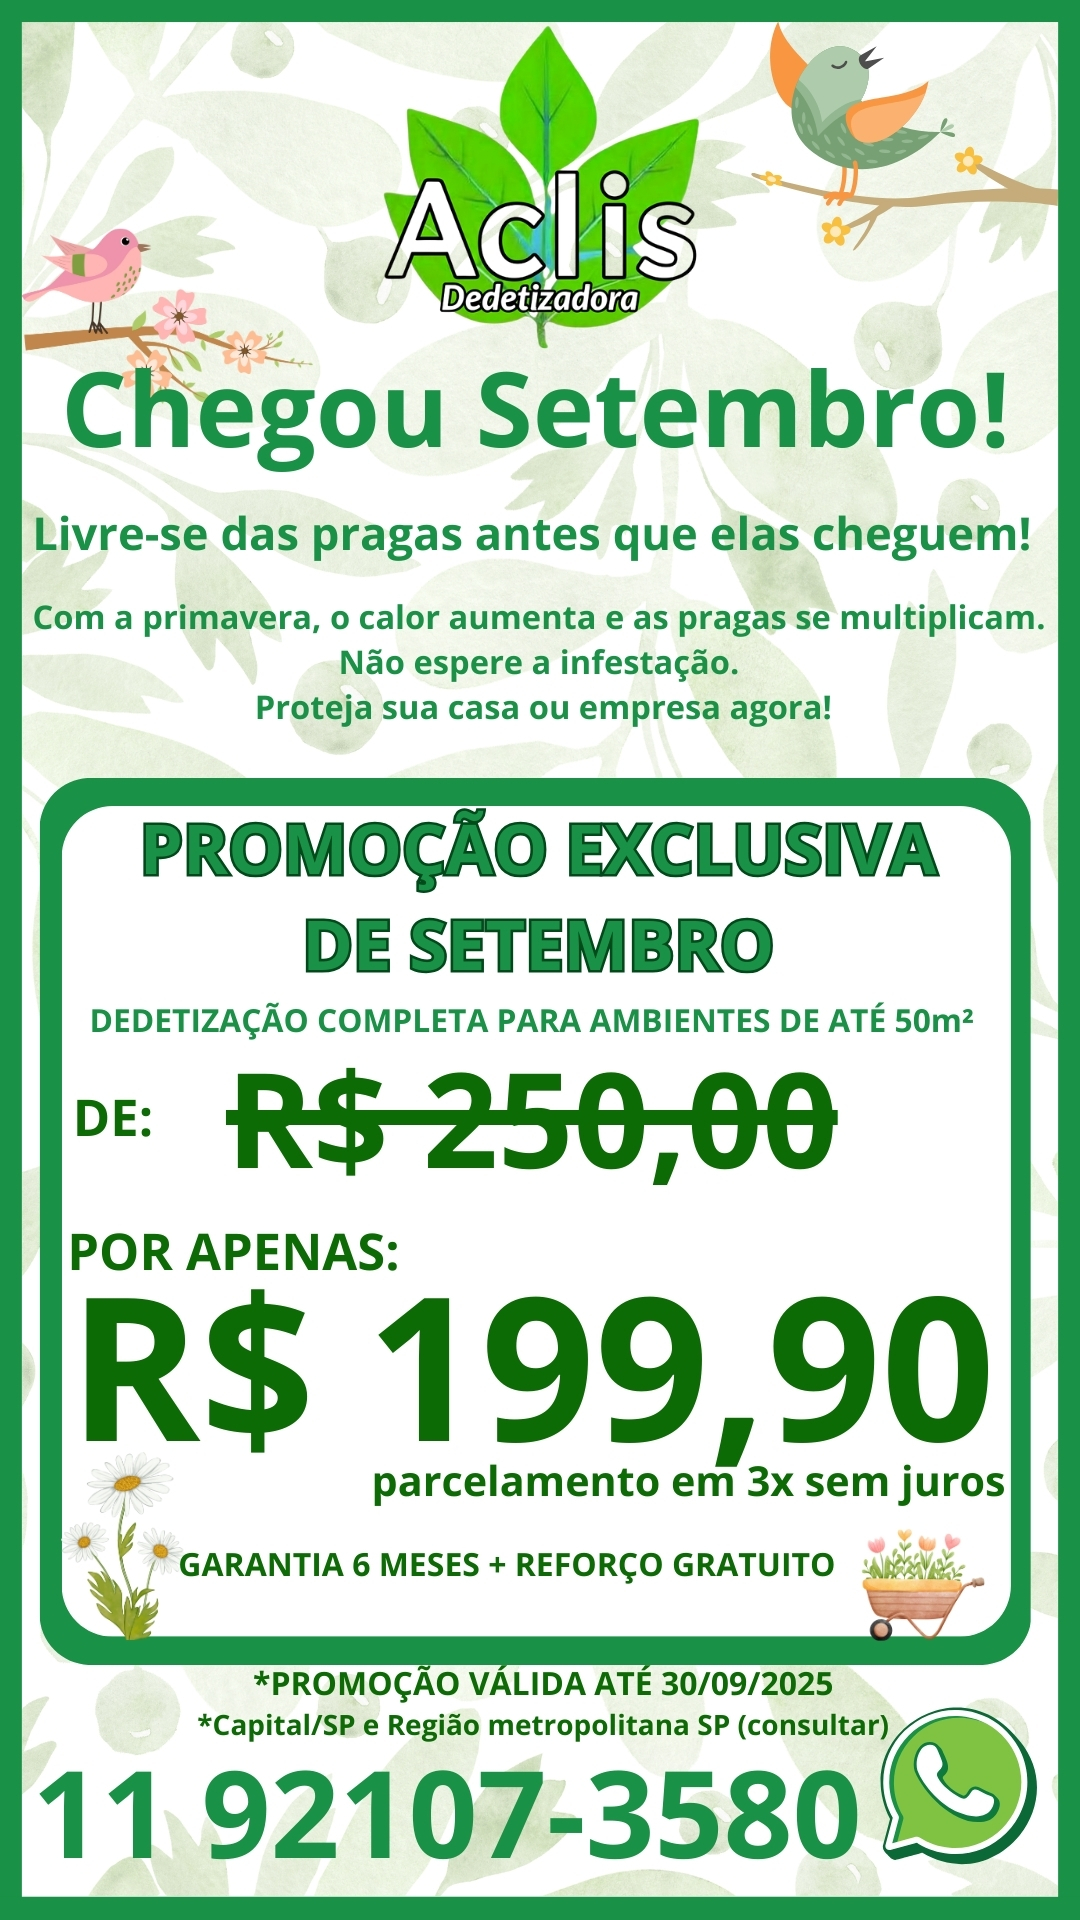 Aclis
Dedetizadora
Chegou Setembro!
Livre-se das pragas antes que elas cheguem!
Com a primavera, o calor aumenta e as pragas se multiplicam.
Não espere a infestação.
Proteja sua casa ou empresa agora!
PROMOÇÃO EXCLUSIVA
DE SETEMBRO
DEDETIZAÇÃO COMPLETA PARA AMBIENTES DE ATÉ 50m²
DE: R$ 250,00
POR APENAS:
R$ 199,90
parcelamento em 3x sem juros
GARANTIA 6 MESES + REFORÇO GRATUITO
*PROMOÇÃO VÁLIDA ATÉ 30/09/2025
*Capital/SP e Região metropolitana SP (consultar)
11 92107-3580